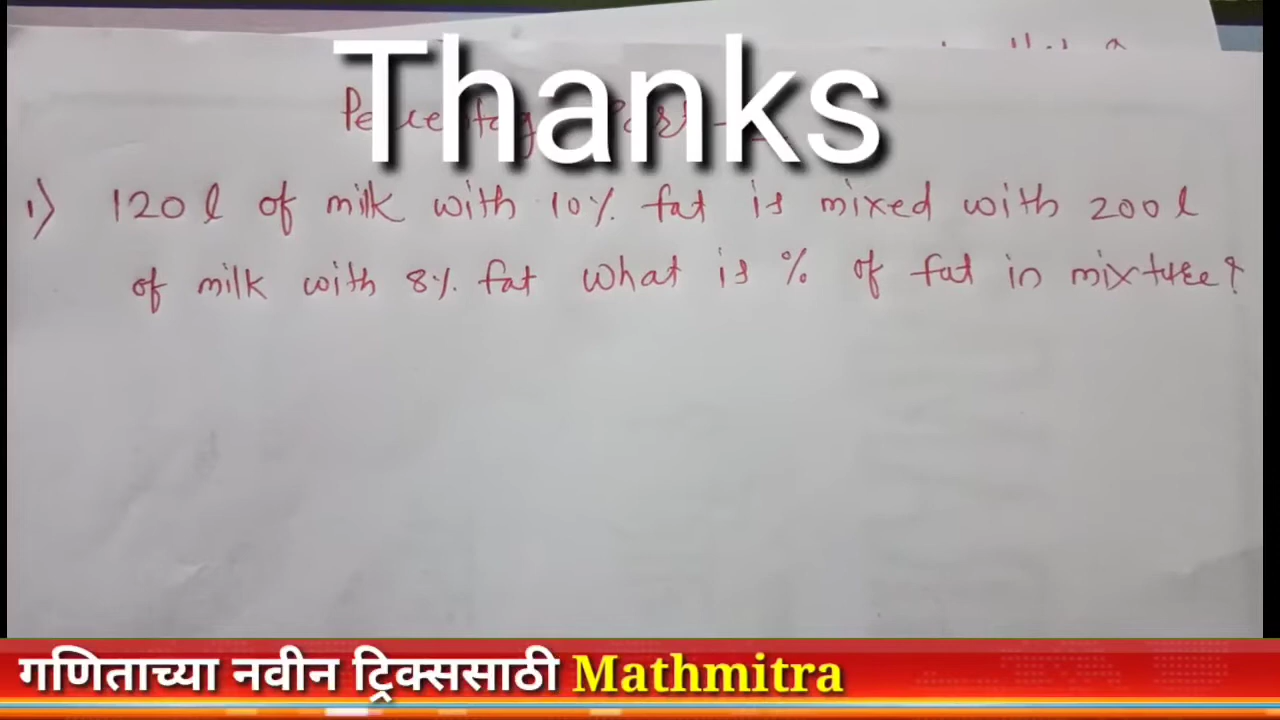 Thanks
1) 120 l of milk with 10% fat is mixed with 200 l
of milk with 8% fat what is % of fat in mixture?
गणिताच्या नवीन ट्रिक्ससाठी Mathmitra